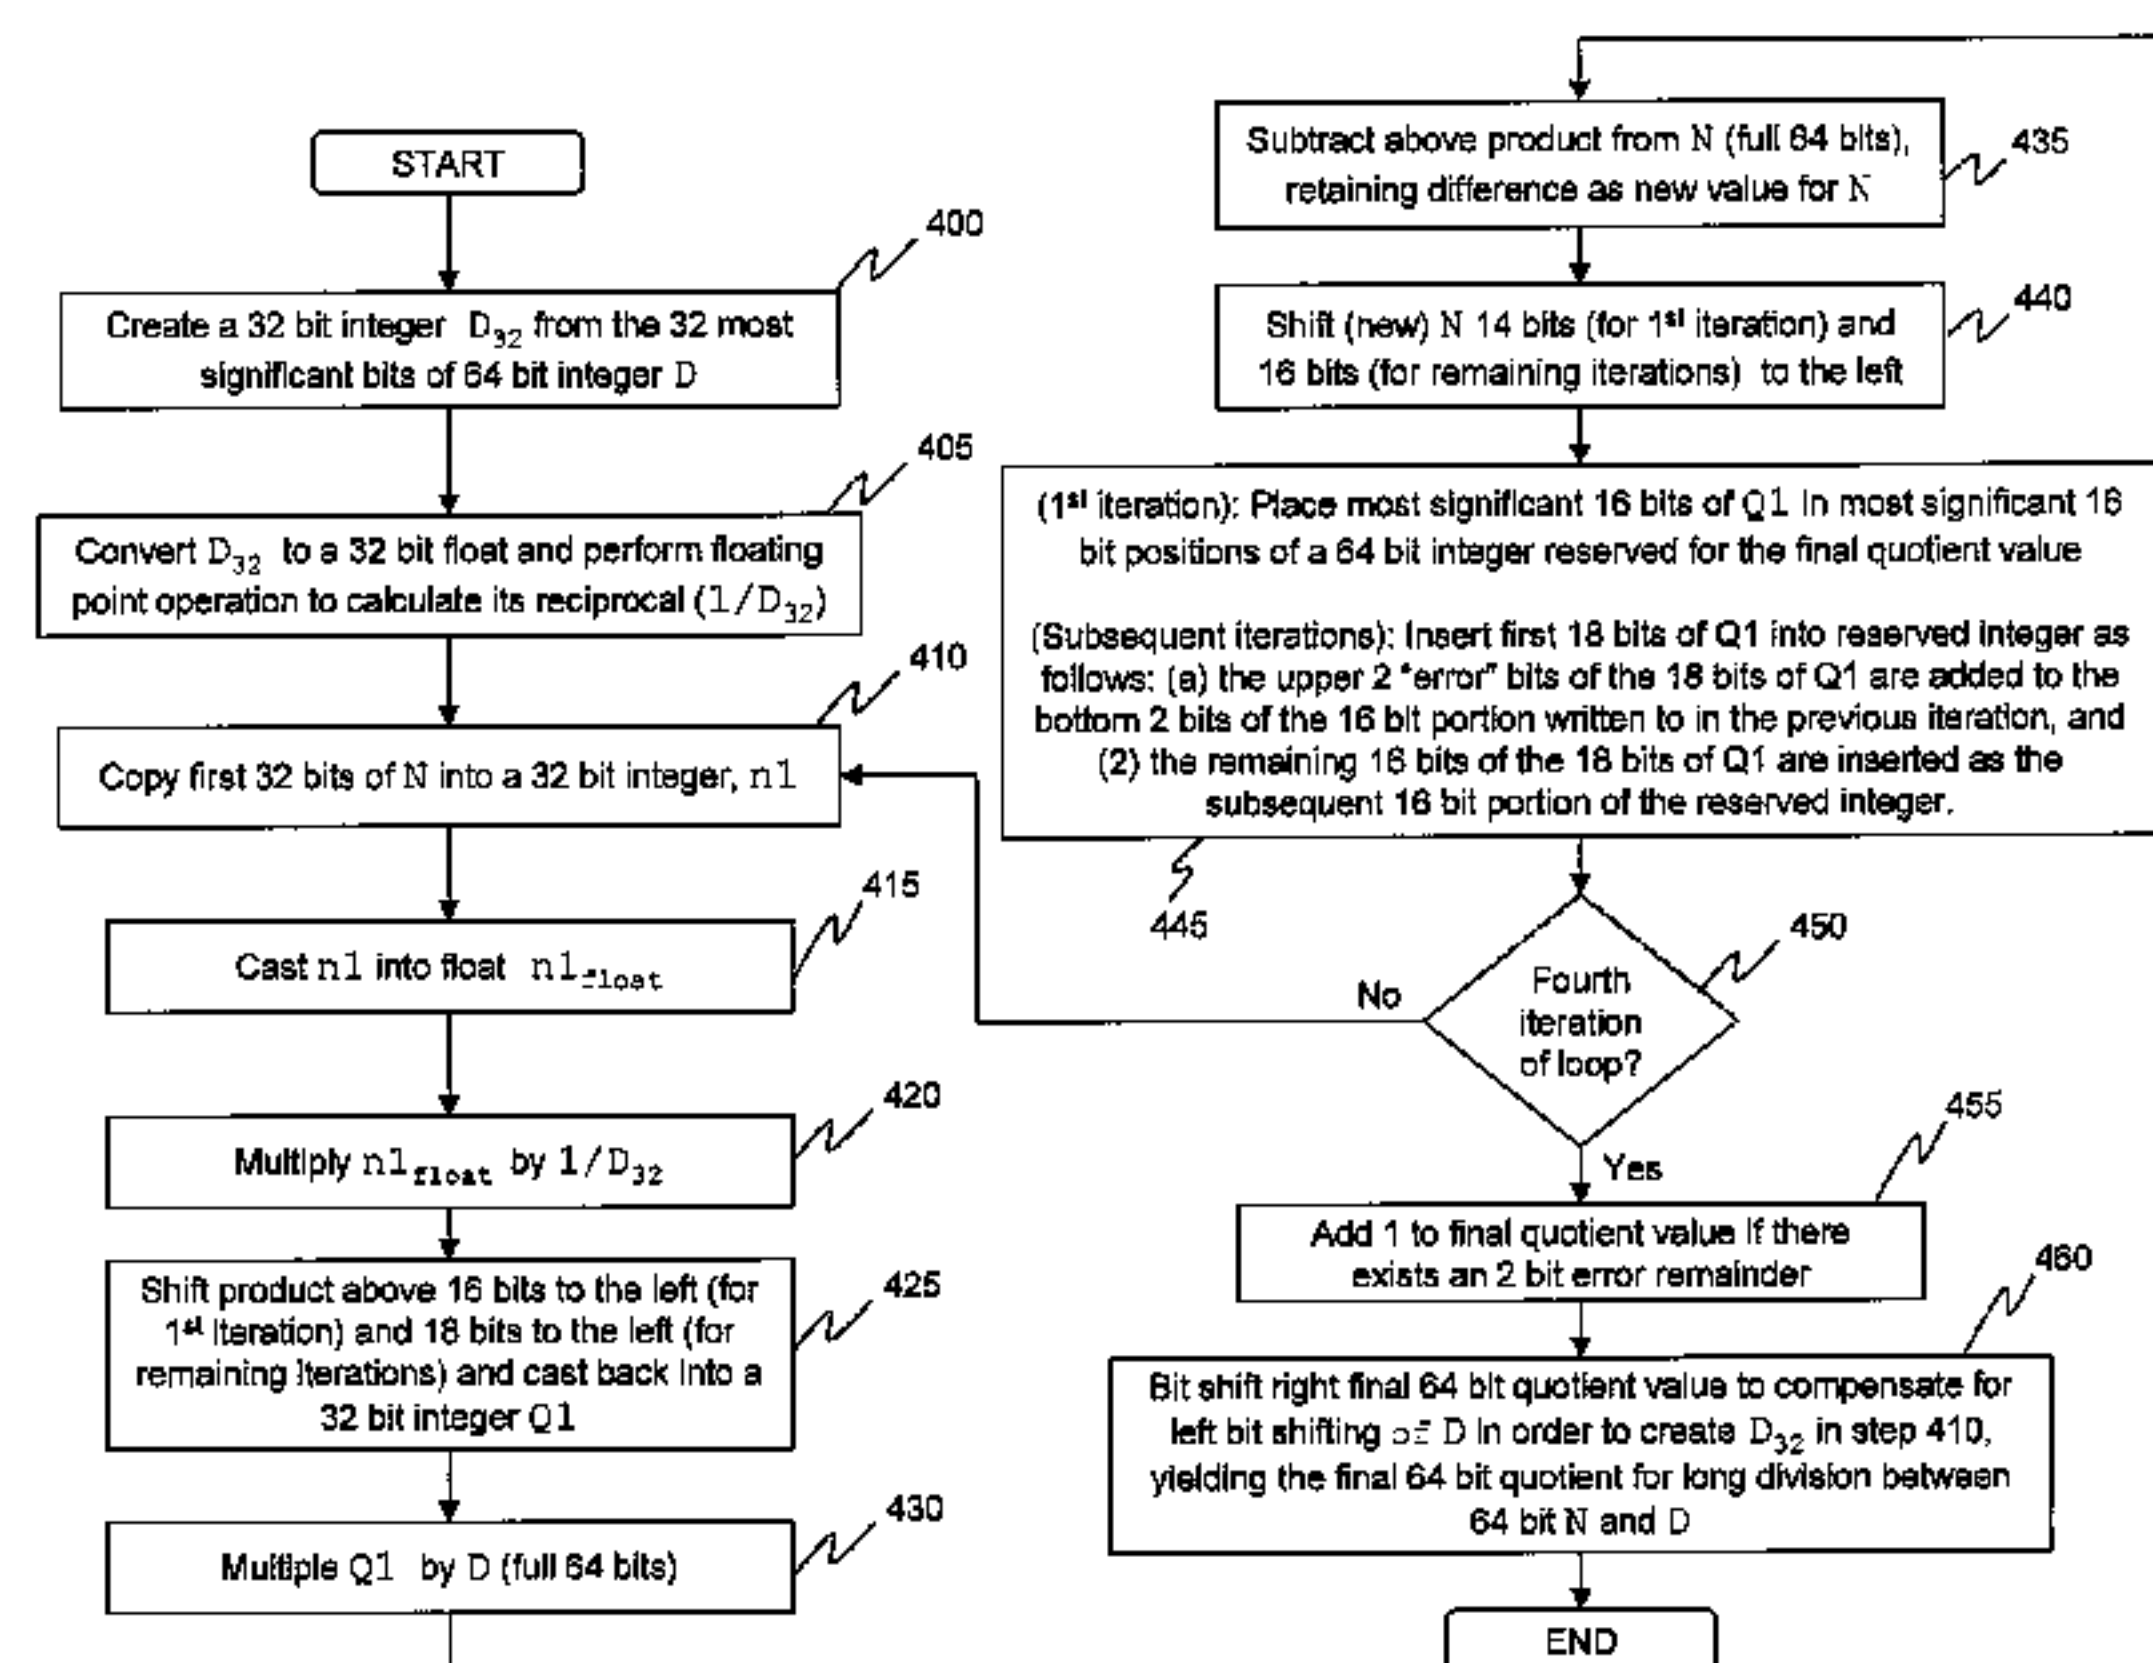 START
400
Create a 32 bit integer D32 from the 32 most
significant bits of 64 bit integer D
405
Convert D32 to a 32 bit float and perform floating
point operation to calculate its reciprocal (1/D32)
410
Copy first 32 bits of N into a 32 bit integer, n1
415
Cast n1 into float n1float
420
Multiply n1float by 1/D32
425
Shift product above 16 bits to the left (for
1st iteration) and 18 bits to the left (for
remaining iterations) and cast back into a
32 bit integer Q1
430
Multiple Q1 by D (full 64 bits)
435
Subtract above product from N (full 64 bits),
retaining difference as new value for N
440
Shift (new) N 14 bits (for 1st iteration) and
16 bits (for remaining iterations) to the left
(1st iteration): Place most significant 16 bits of Q1 in most significant 16
bit positions of a 64 bit integer reserved for the final quotient value
(Subsequent iterations): Insert first 18 bits of Q1 into reserved integer as
follows: (a) the upper 2 "error" bits of the 18 bits of Q1 are added to the
bottom 2 bits of the 16 bit portion written to in the previous iteration, and
(2) the remaining 16 bits of the 18 bits of Q1 are inserted as the
subsequent 16 bit portion of the reserved integer.
445
450
Fourth
iteration
of loop?
No
Yes
455
Add 1 to final quotient value if there
exists an 2 bit error remainder
460
Bit shift right final 64 bit quotient value to compensate for
left bit shifting of D in order to create D32 in step 410,
yielding the final 64 bit quotient for long division between
64 bit N and D
END